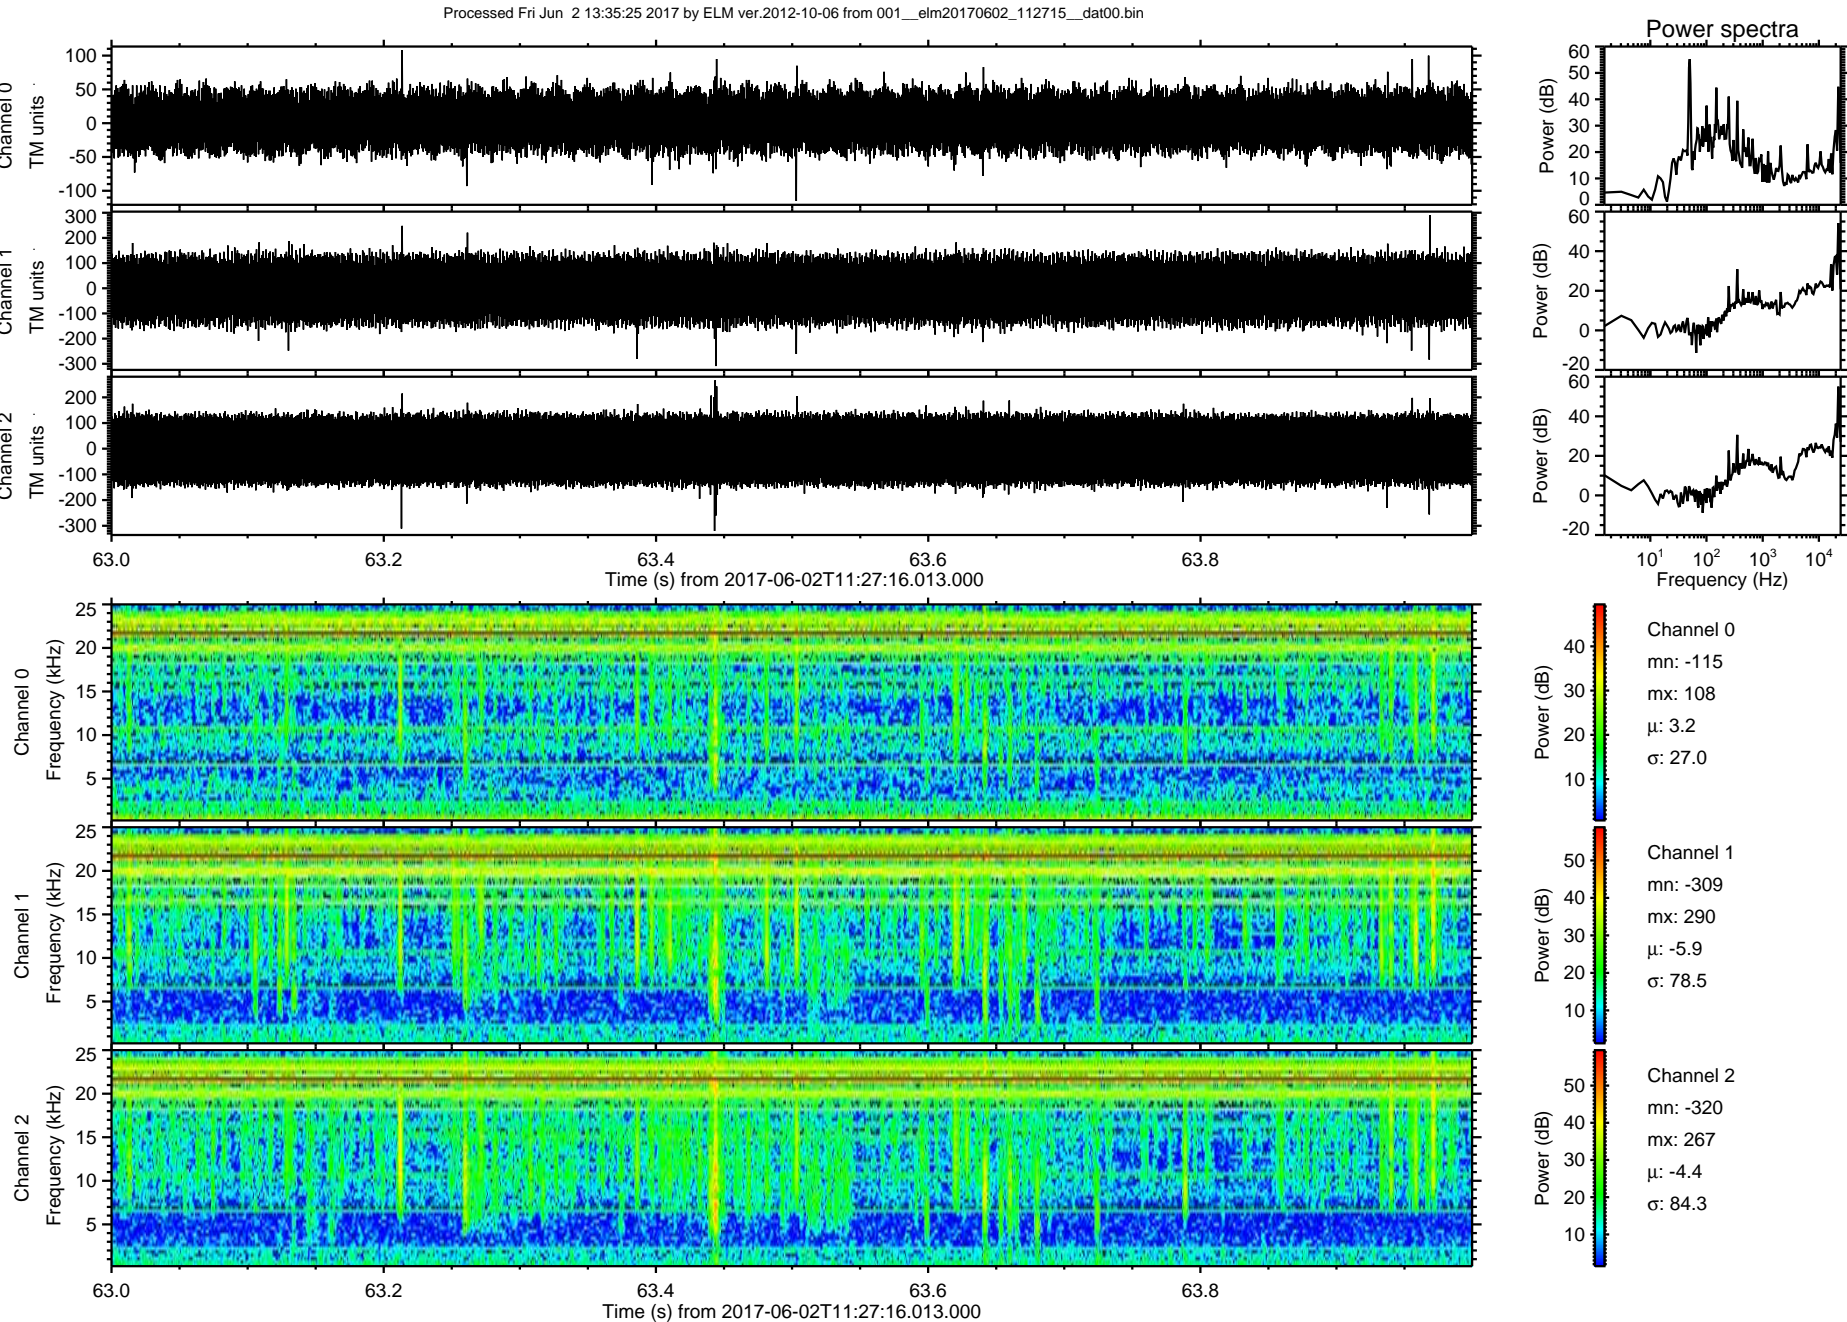 Processed Fri Jun  2 13:35:25 2017 by ELM ver.2012-10-06 from 001__elm20170602_112715__dat00.bin
Power spectra
Channel 0
TM units
100
50
0
-50
-100
Power (dB)
60
50
40
30
20
10
0
Channel 1
TM units
300
200
100
0
-100
-200
-300
Power (dB)
60
40
20
0
-20
Channel 2
TM units
200
100
0
-100
-200
-300
Power (dB)
60
40
20
0
-20
63.0 63.2 63.4 63.6 63.8
Time (s) from 2017-06-02T11:27:16.013.000
10¹ 10² 10³ 10⁴
Frequency (Hz)
Channel 0
Frequency (kHz)
25
20
15
10
5
Power (dB)
40
30
20
10
Channel 0
mn: -115
mx: 108
μ: 3.2
σ: 27.0
Channel 1
Frequency (kHz)
25
20
15
10
5
Power (dB)
50
40
30
20
10
Channel 1
mn: -309
mx: 290
μ: -5.9
σ: 78.5
Channel 2
Frequency (kHz)
25
20
15
10
5
Power (dB)
50
40
30
20
10
Channel 2
mn: -320
mx: 267
μ: -4.4
σ: 84.3
63.0 63.2 63.4 63.6 63.8
Time (s) from 2017-06-02T11:27:16.013.000